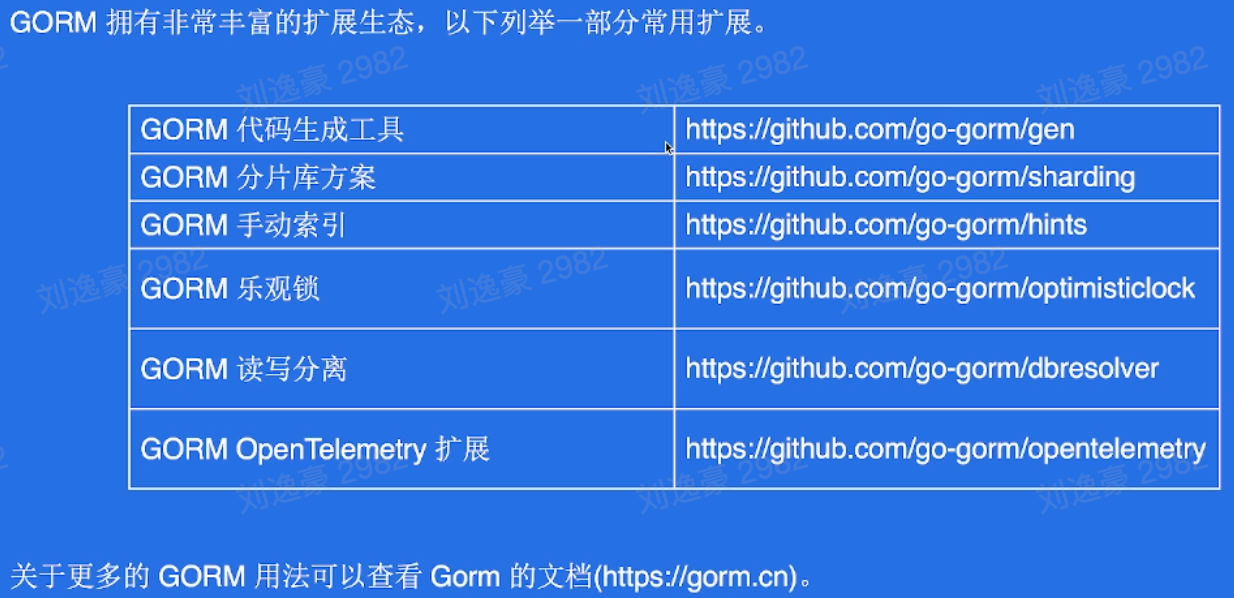 GORM 拥有非常丰富的扩展生态，以下列举一部分常用扩展。
刘逸豪 2982 刘逸豪 2982 刘逸豪 2982
GORM 代码生成工具 https://github.com/go-gorm/gen
GORM 分片库方案 https://github.com/go-gorm/sharding
GORM 手动索引 https://github.com/go-gorm/hints
刘逸豪 2982 刘逸豪 2982 刘逸豪 2982
GORM 乐观锁 https://github.com/go-gorm/optimisticlock
GORM 读写分离 https://github.com/go-gorm/dbresolver
GORM OpenTelemetry 扩展 https://github.com/go-gorm/opentelemetry
刘逸豪 2982 刘逸豪 2982 刘逸豪 2982
关于更多的 GORM 用法可以查看 Gorm 的文档(https://gorm.cn)。